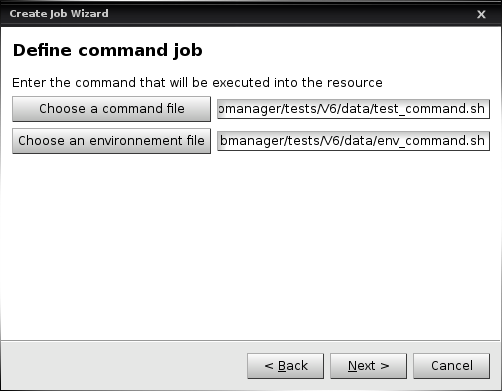 Create Job Wizard
X
Define command job
Enter the command that will be executed into the resource
Choose a command file
bmanager/tests/V6/data/test_command.sh
Choose an environnement file
bmanager/tests/V6/data/env_command.sh
< Back
Next >
Cancel